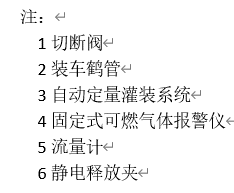 注：
1 切断阀
2 装车鹤管
3 自动定量灌装系统
4 固定式可燃气体报警仪
5 流量计
6 静电释放夹